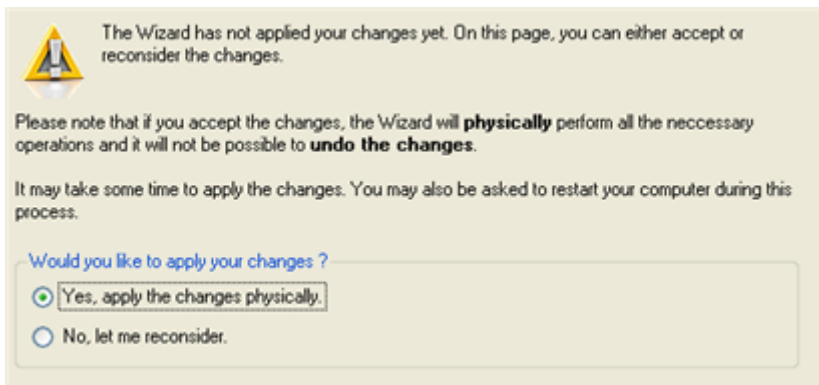 The Wizard has not applied your changes yet. On this page, you can either accept or
reconsider the changes.
Please note that if you accept the changes, the Wizard will physically perform all the neccessary
operations and it will not be possible to undo the changes.
It may take some time to apply the changes. You may also be asked to restart your computer during this
process.
Would you like to apply your changes ?
Yes, apply the changes physically.
No, let me reconsider.